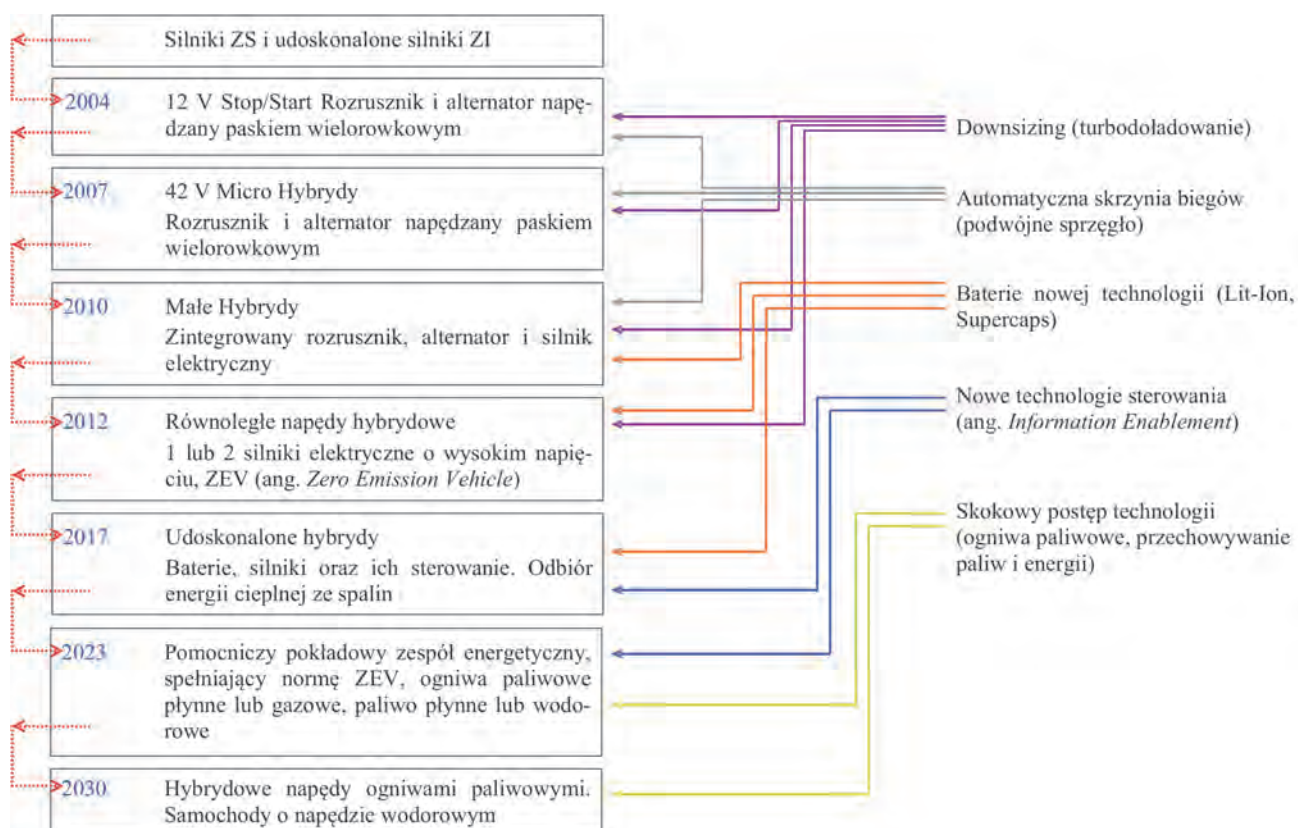 Silniki ZS i udoskonalone silniki ZI
2004
12 V Stop/Start Rozrusznik i alternator napę-
dzany paskiem wielorowkowym
2007
42 V Micro Hybrydy
Rozrusznik i alternator napędzany paskiem
wielorowkowym
2010
Małe Hybrydy
Zintegrowany rozrusznik, alternator i silnik
elektryczny
2012
Równoległe napędy hybrydowe
1 lub 2 silniki elektryczne o wysokim napię-
ciu, ZEV (ang. Zero Emission Vehicle)
2017
Udoskonalone hybrydy
Baterie, silniki oraz ich sterowanie. Odbiór
energii cieplnej ze spalin
2023
Pomocniczy pokładowy zespół energetyczny,
spełniający normę ZEV, ogniwa paliwowe
płynne lub gazowe, paliwo płynne lub wodo-
rowe
2030
Hybrydowe napędy ogniwami paliwowymi.
Samochody o napędzie wodorowym
Downsizing (turbodoładowanie)
Automatyczna skrzynia biegów
(podwójne sprzęgło)
Baterie nowej technologii (Lit-Ion,
Supercaps)
Nowe technologie sterowania
(ang. Information Enablement)
Skokowy postęp technologii
(ogniwa paliwowe, przechowywanie
paliw i energii)